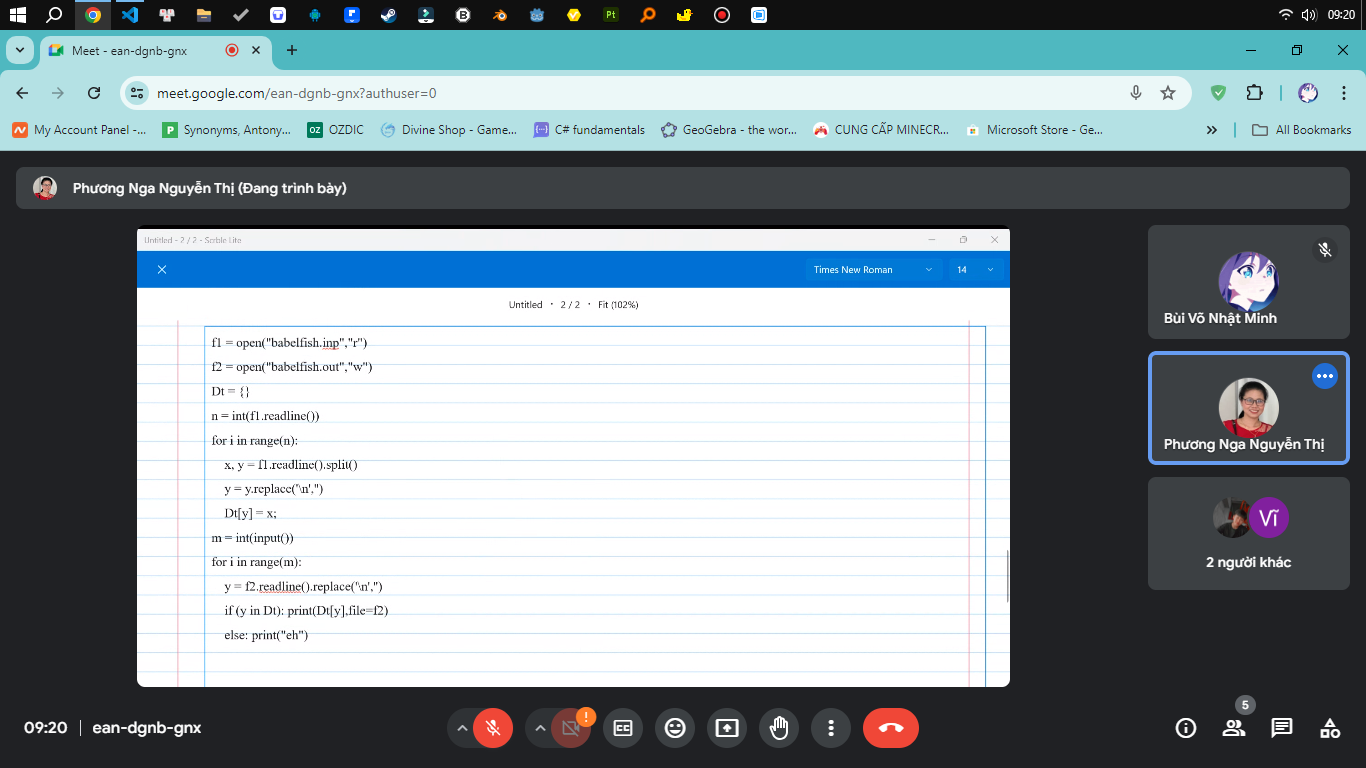 09:20
Meet - ean-dgnb-gnx
meet.google.com/ean-dgnb-gnx?authuser=0
My Account Panel -...
Synonyms, Antony...
OZDIC
Divine Shop - Game...
C# fundamentals
GeoGebra - the wor...
CUNG CẤP MINECR...
Microsoft Store - Ge...
All Bookmarks
Phương Nga Nguyễn Thị (Đang trình bày)
Untitled - 2 / 2 - Scrble Lite
Times New Roman
14
Untitled • 2 / 2 • Fit (102%)
f1 = open("babelfish.inp","r")
f2 = open("babelfish.out","w")
Dt = {}
n = int(f1.readline())
for i in range(n):
x, y = f1.readline().split()
y = y.replace('\n','')
Dt[y] = x;
m = int(input())
for i in range(m):
y = f2.readline().replace('\n','')
if (y in Dt): print(Dt[y],file=f2)
else: print("eh")
Bùi Võ Nhật Minh
Phương Nga Nguyễn Thị
Vĩ
2 người khác
09:20 | ean-dgnb-gnx
5